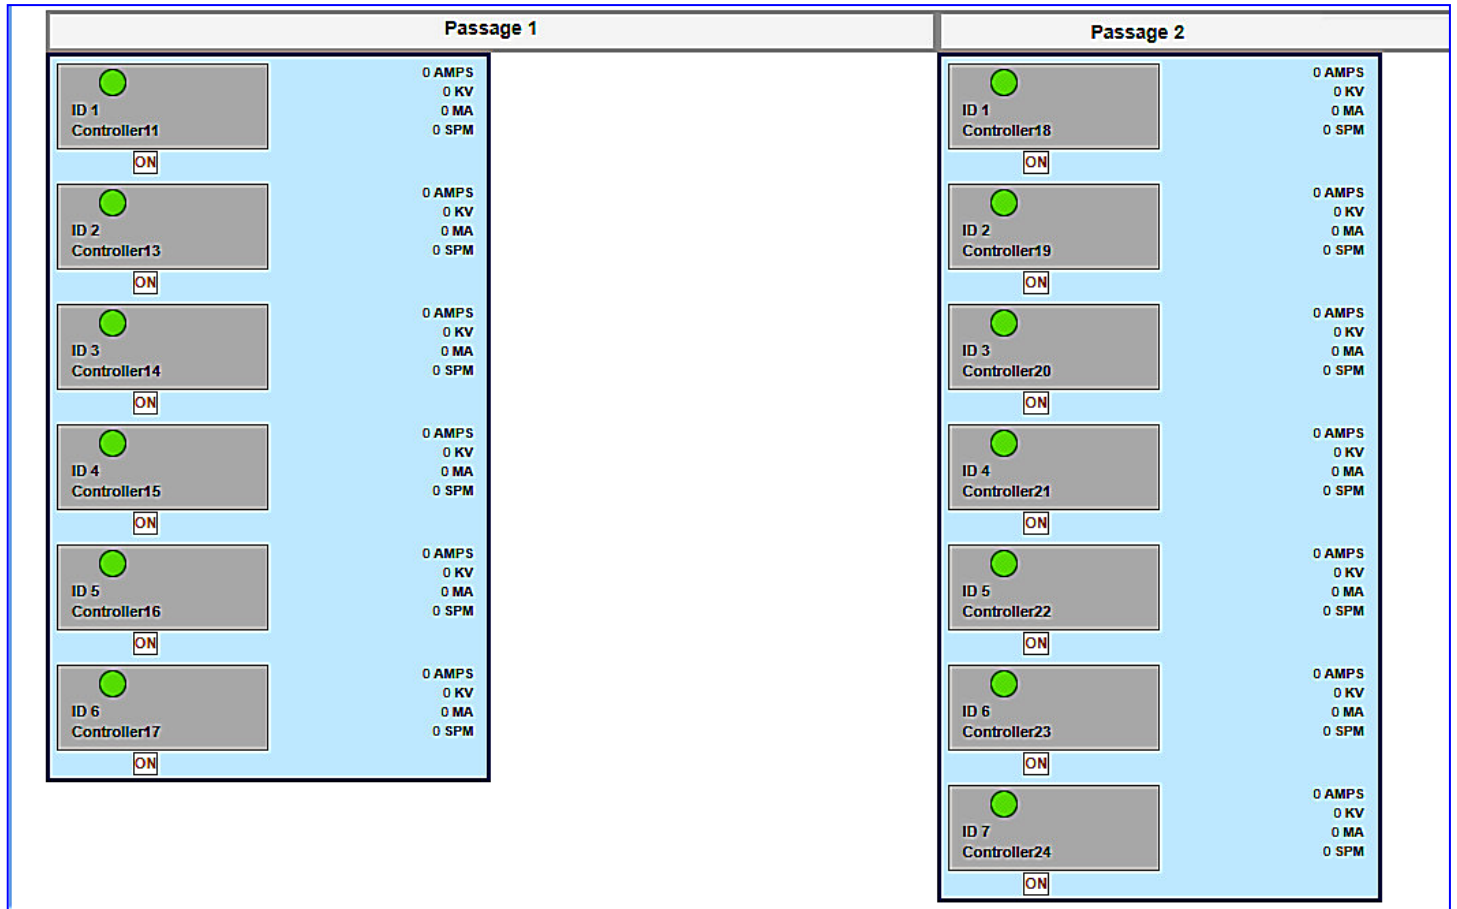 Passage 1
0 AMPS
0 KV
ID 1
0 MA
Controller11
0 SPM
ON
0 AMPS
0 KV
ID 2
0 MA
Controller13
0 SPM
ON
0 AMPS
0 KV
ID 3
0 MA
Controller14
0 SPM
ON
0 AMPS
0 KV
ID 4
0 MA
Controller15
0 SPM
ON
0 AMPS
0 KV
ID 5
0 MA
Controller16
0 SPM
ON
0 AMPS
0 KV
ID 6
0 MA
Controller17
0 SPM
ON
Passage 2
0 AMPS
0 KV
ID 1
0 MA
Controller18
0 SPM
ON
0 AMPS
0 KV
ID 2
0 MA
Controller19
0 SPM
ON
0 AMPS
0 KV
ID 3
0 MA
Controller20
0 SPM
ON
0 AMPS
0 KV
ID 4
0 MA
Controller21
0 SPM
ON
0 AMPS
0 KV
ID 5
0 MA
Controller22
0 SPM
ON
0 AMPS
0 KV
ID 6
0 MA
Controller23
0 SPM
ON
0 AMPS
0 KV
ID 7
0 MA
Controller24
0 SPM
ON